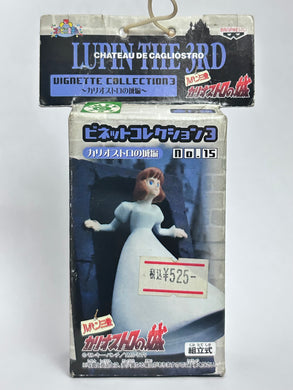 LUPIN THE 3RD
CHATEAU DE CAGLIOSTRO
VIGNETTE COLLECTION 3
～カリオストロの城編～
ルパン三世
カリオストロの城
BANPRESTO
ビネットコレクション3
カリオストロの城編
no.15
税込¥525-
ルパン三世
カリオストロの城
組立式